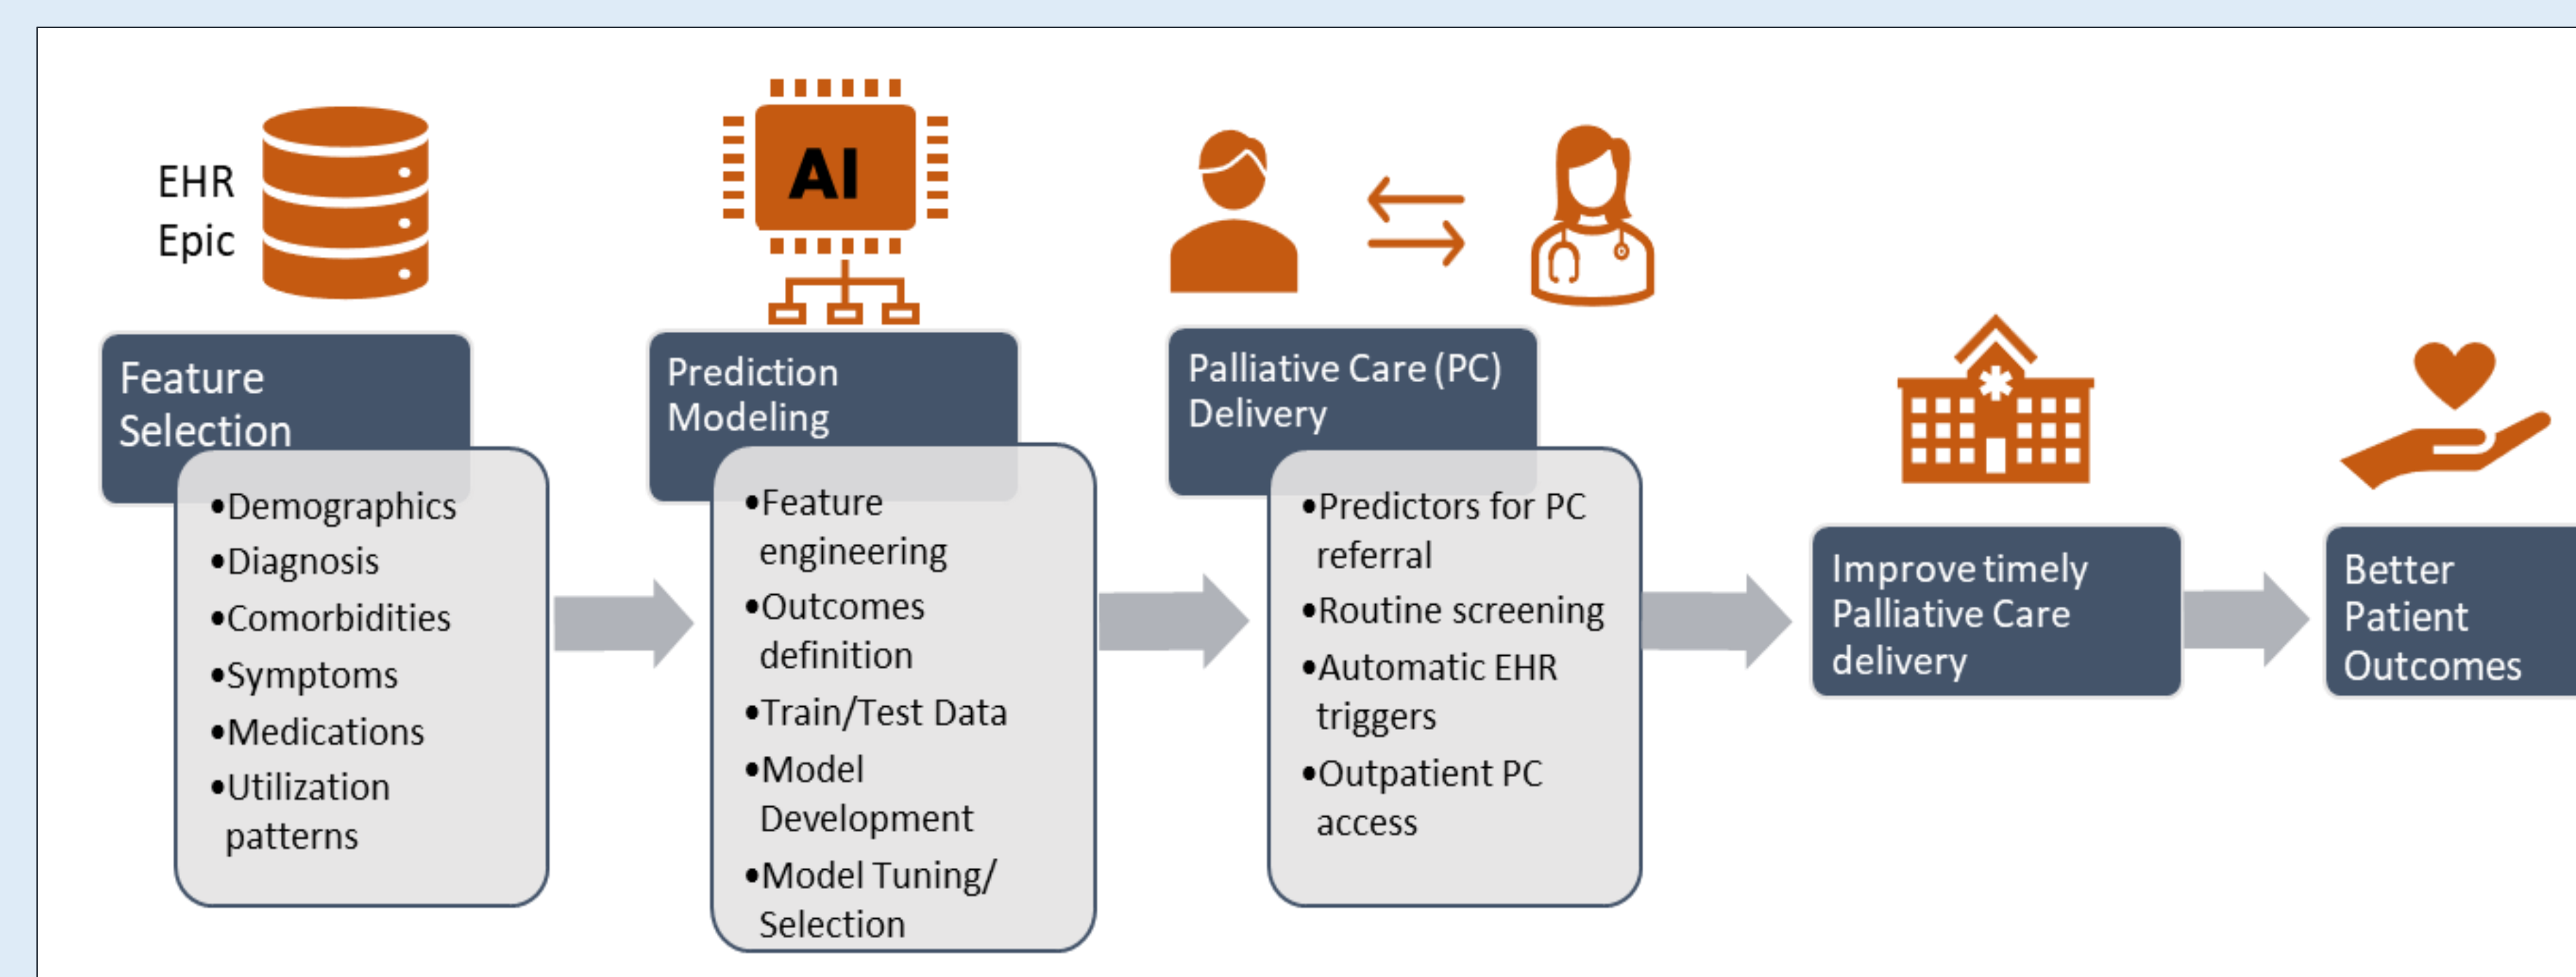 EHR
Epic
AI
Feature
Selection
•Demographics
•Diagnosis
•Comorbidities
•Symptoms
•Medications
•Utilization
patterns
Prediction
Modeling
•Feature
engineering
•Outcomes
definition
•Train/Test Data
•Model
Development
•Model Tuning/
Selection
Palliative Care (PC)
Delivery
•Predictors for PC
referral
•Routine screening
•Automatic EHR
triggers
•Outpatient PC
access
Improve timely
Palliative Care
delivery
Better
Patient
Outcomes